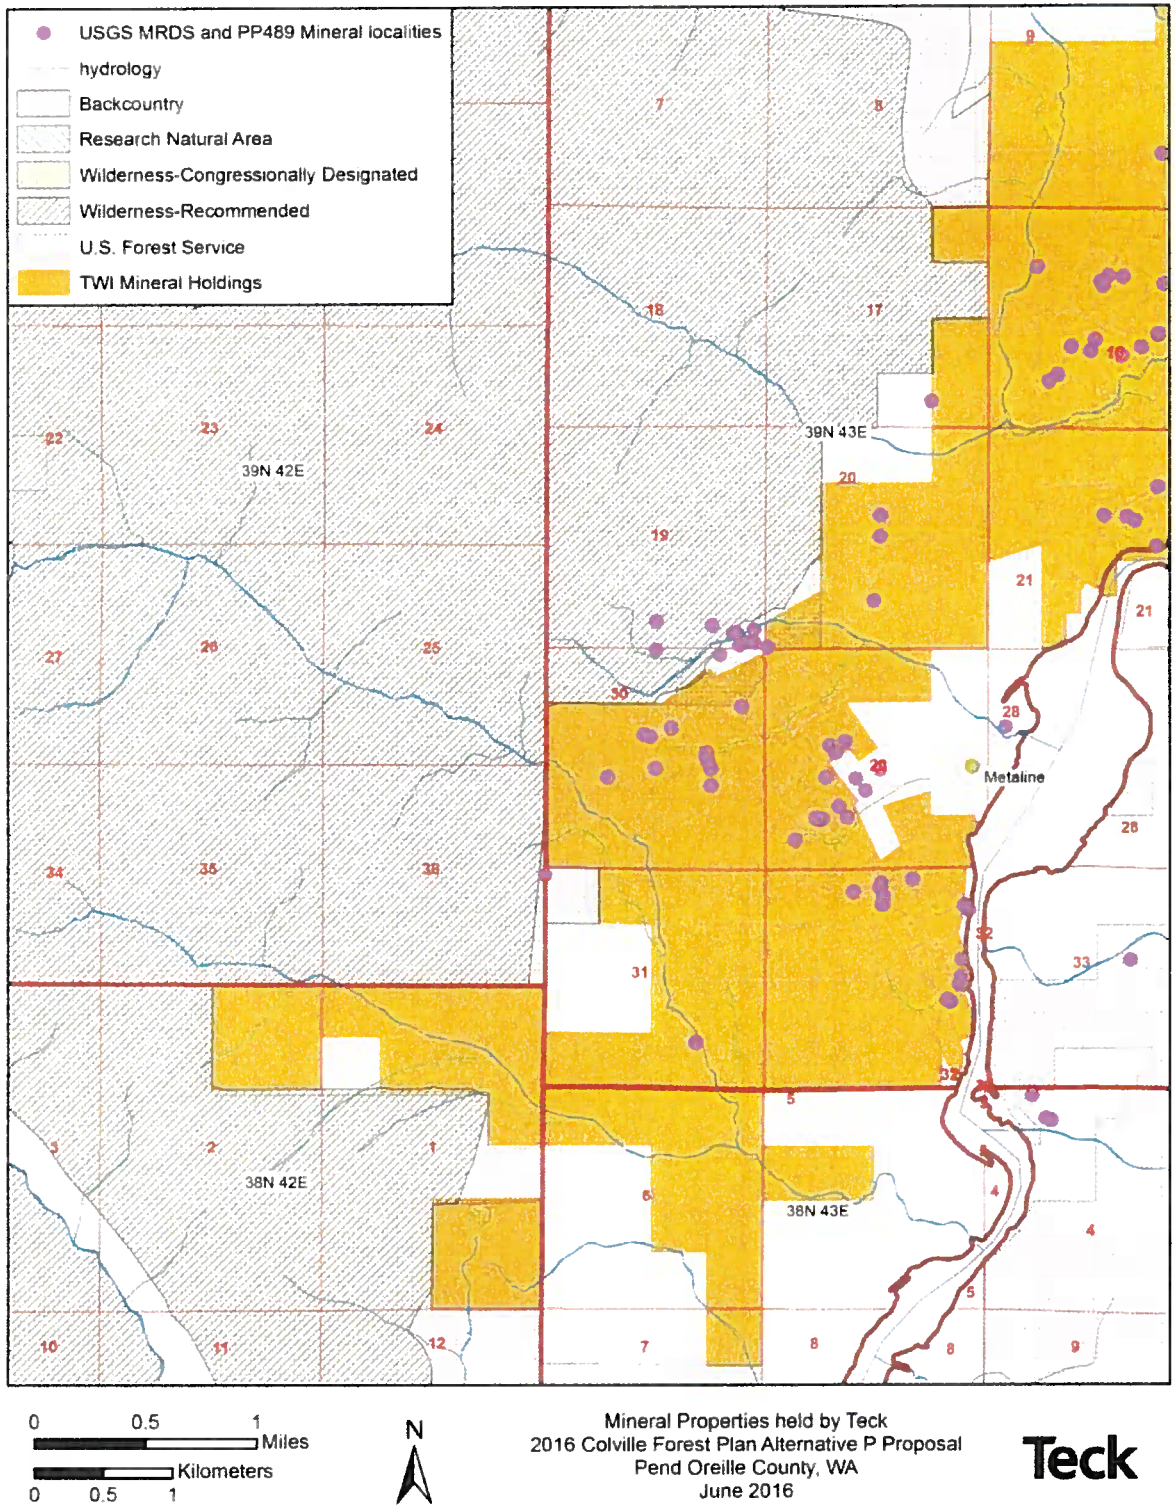 USGS MRDS and PP489 Mineral localities
hydrology
Backcountry
Research Natural Area
Wilderness-Congressionally Designated
Wilderness-Recommended
U.S. Forest Service
TWI Mineral Holdings
9
7
8
18
17
16
22
23
24
39N 42E
39N 43E
20
19
21
21
27
26
25
30
28
29
Metaline
28
34
35
36
31
32
33
32
5
3
2
1
38N 42E
6
38N 43E
4
4
5
10
11
12
7
8
8
9
0 0.5 1
Miles
Kilometers
0 0.5 1
N
Mineral Properties held by Teck
2016 Colville Forest Plan Alternative P Proposal
Pend Oreille County, WA
June 2016
Teck